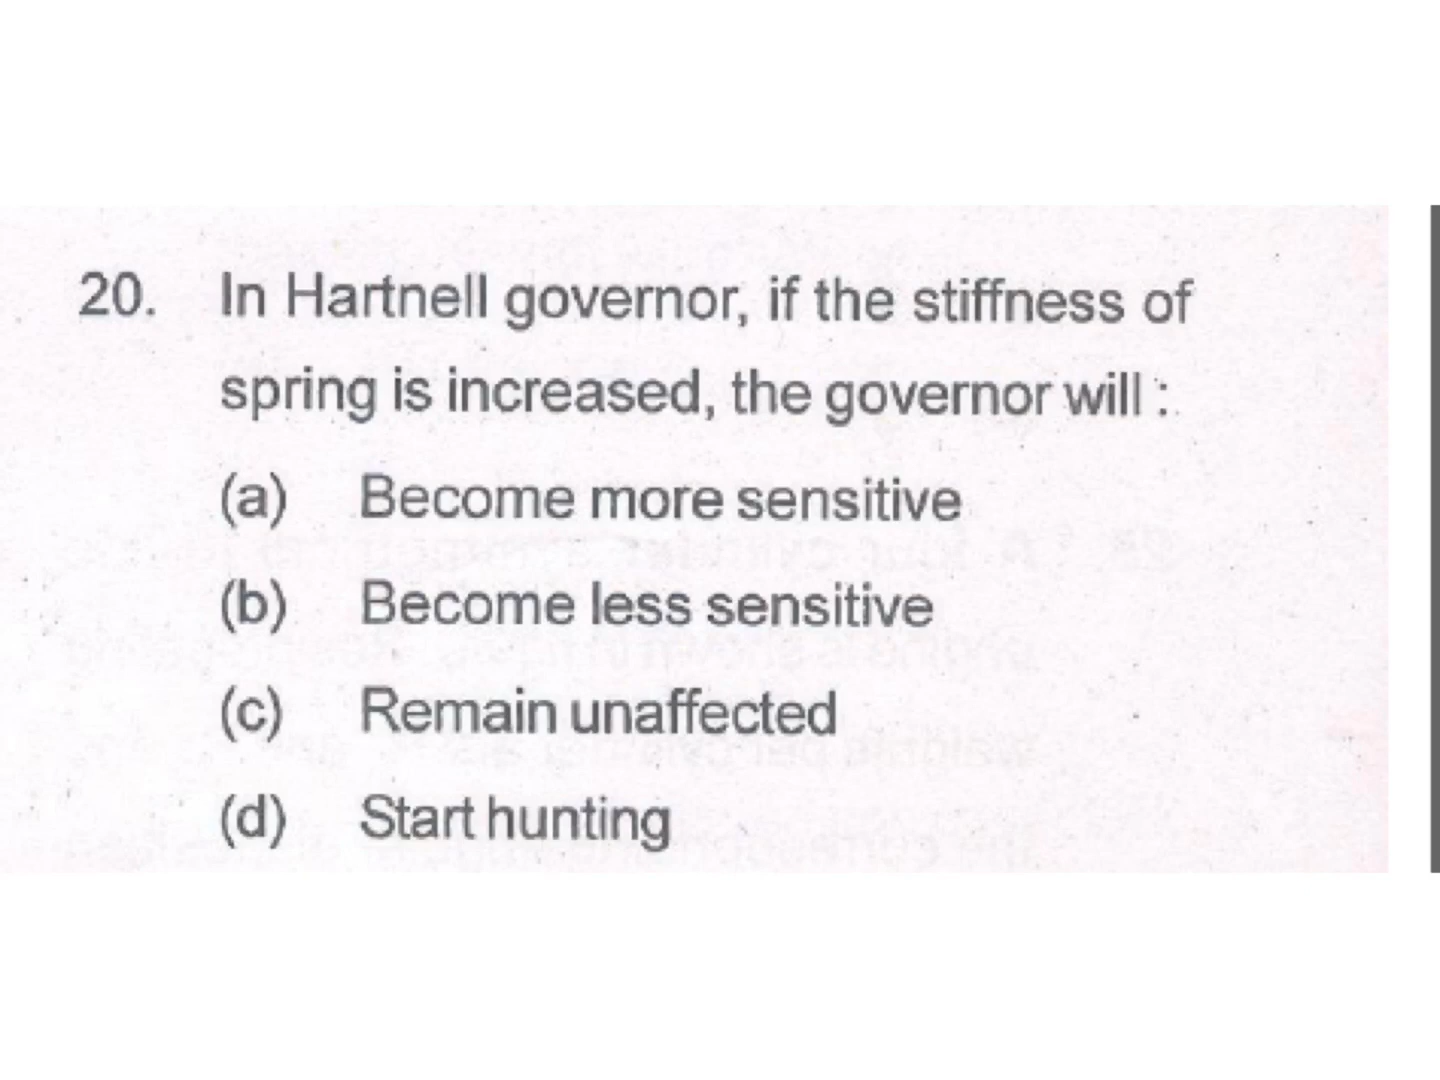 20. In Hartnell governor, if the stiffness of
spring is increased, the governor will :
(a) Become more sensitive
(b) Become less sensitive
(c) Remain unaffected
(d) Start hunting